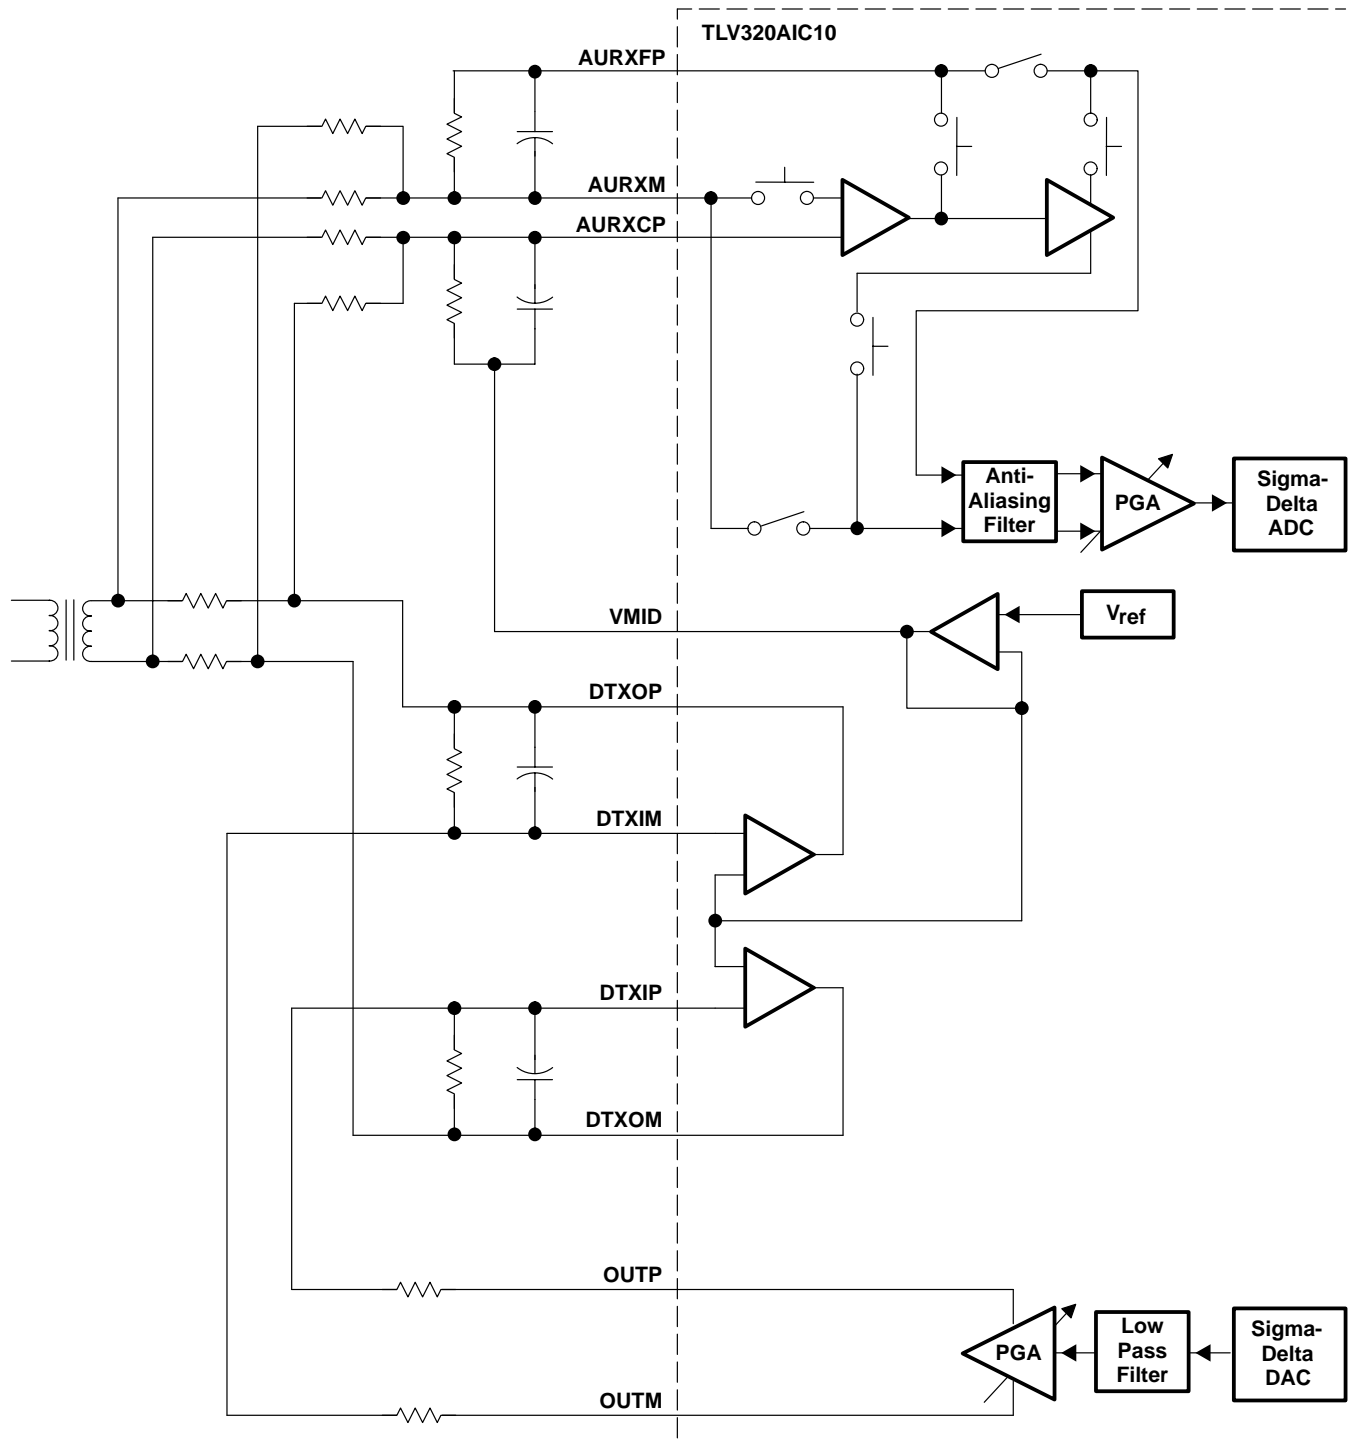 TLV320AIC10
AURXFP
AURXM
AURXCP
Anti-
Aliasing
Filter
PGA
Sigma-
Delta
ADC
VMID
Vref
DTXOP
DTXIM
DTXIP
DTXOM
OUTP
PGA
Low
Pass
Filter
Sigma-
Delta
DAC
OUTM